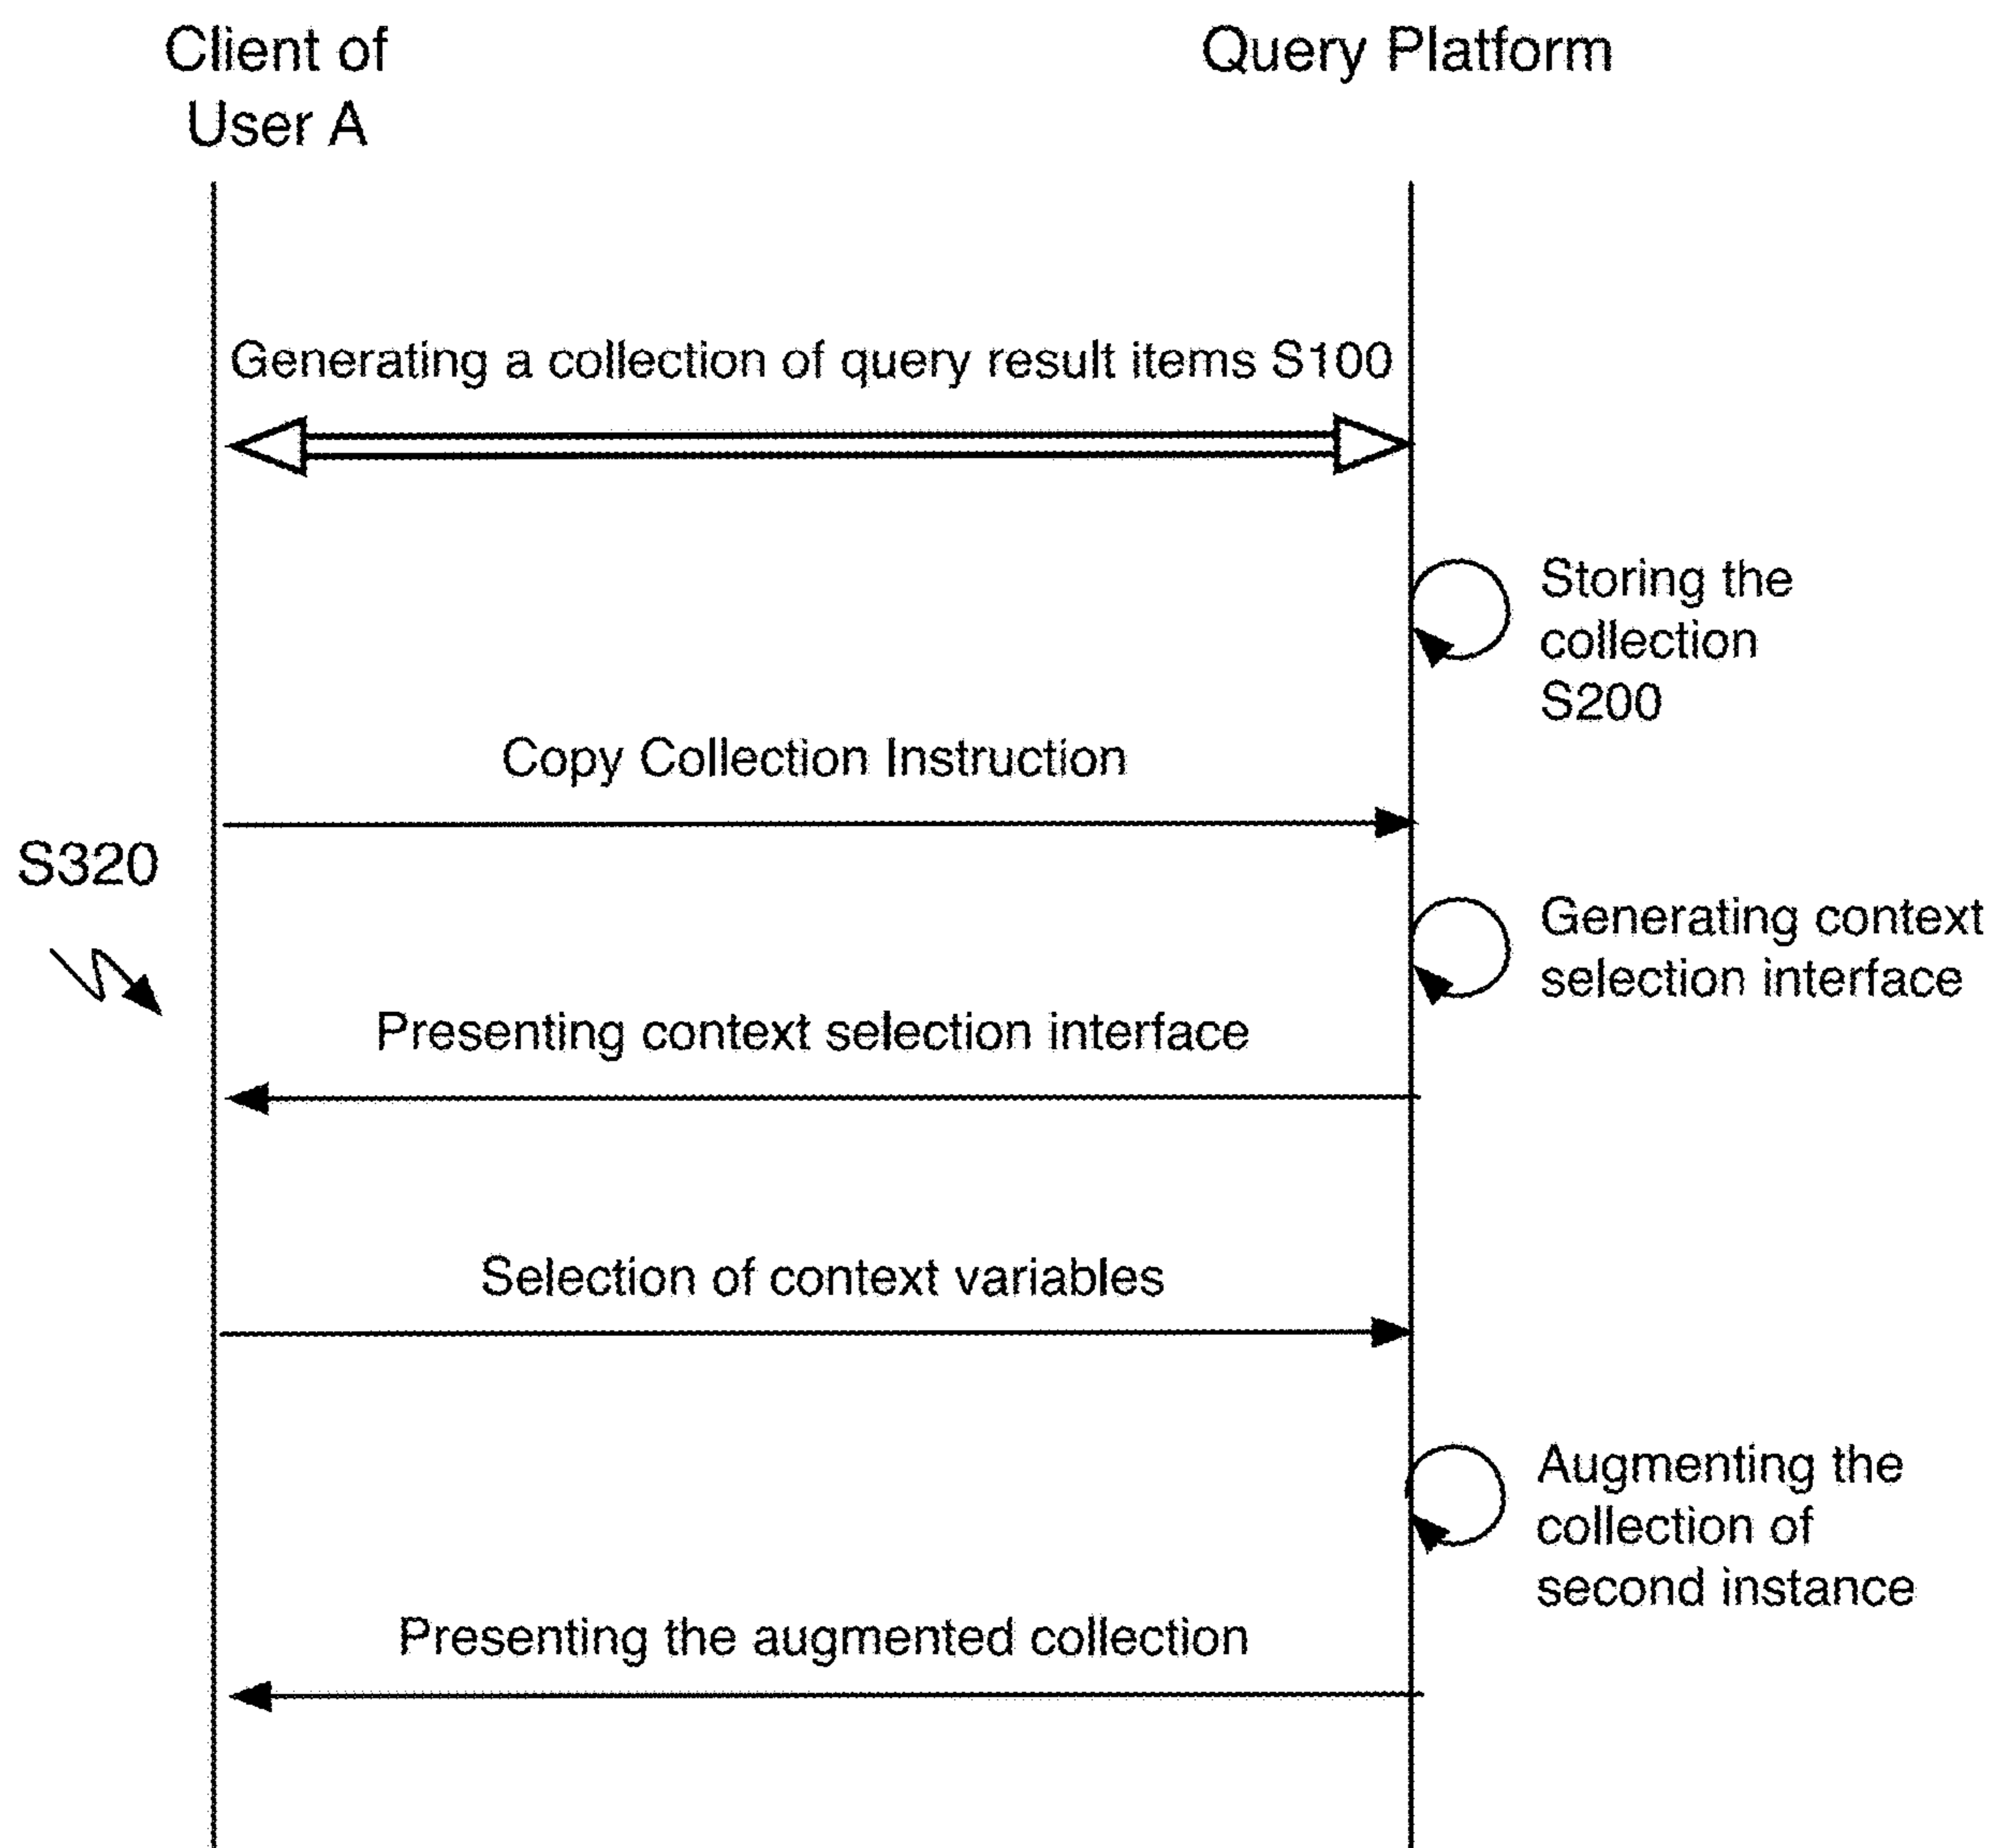 Client of
User A
Query Platform
Generating a collection of query result items S100
Storing the
collection
S200
Copy Collection Instruction
S320
Generating context
selection interface
Presenting context selection interface
Selection of context variables
Augmenting the
collection of
second instance
Presenting the augmented collection